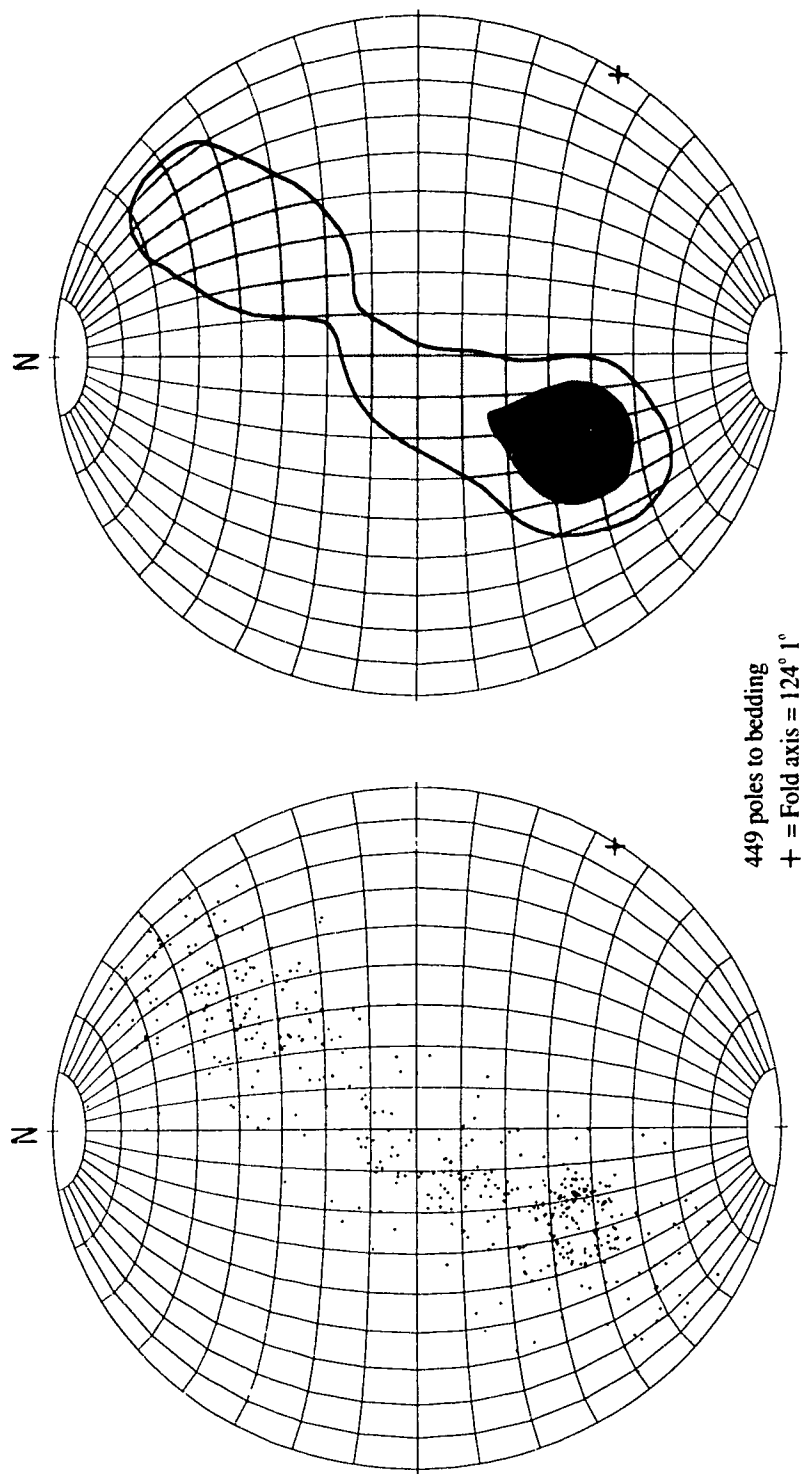 N
N
449 poles to bedding
+ = Fold axis = 124° 1°